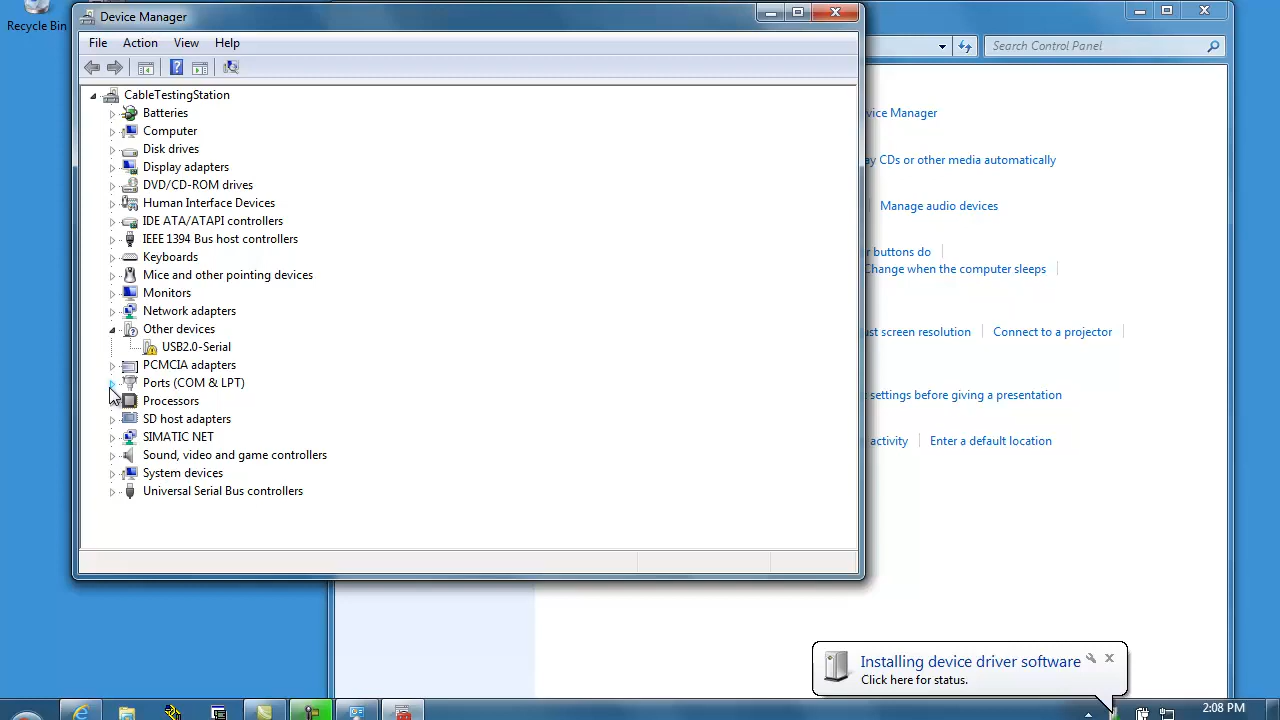 Recycle Bin
Device Manager
File Action View Help
CableTestingStation
Batteries
Computer
Disk drives
Display adapters
DVD/CD-ROM drives
Human Interface Devices
IDE ATA/ATAPI controllers
IEEE 1394 Bus host controllers
Keyboards
Mice and other pointing devices
Monitors
Network adapters
Other devices
USB2.0-Serial
PCMCIA adapters
Ports (COM & LPT)
Processors
SD host adapters
SIMATIC NET
Sound, video and game controllers
System devices
Universal Serial Bus controllers
Search Control Panel
vice Manager
ay CDs or other media automatically
Manage audio devices
r buttons do
Change when the computer sleeps
ust screen resolution Connect to a projector
settings before giving a presentation
activity Enter a default location
Installing device driver software
Click here for status.
2:08 PM